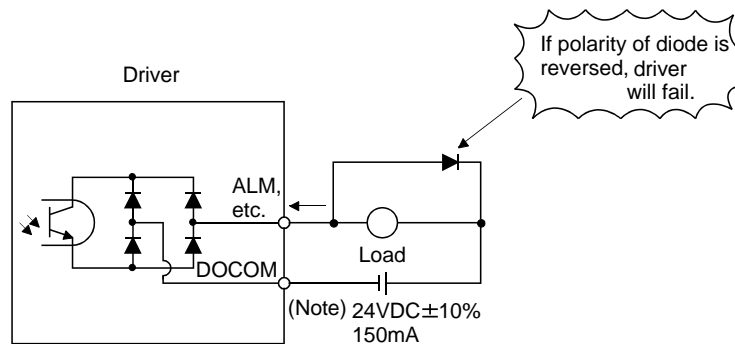 If polarity of diode is
reversed, driver
will fail.
Driver
ALM,
etc.
Load
DOCOM
(Note) 24VDC±10%
150mA